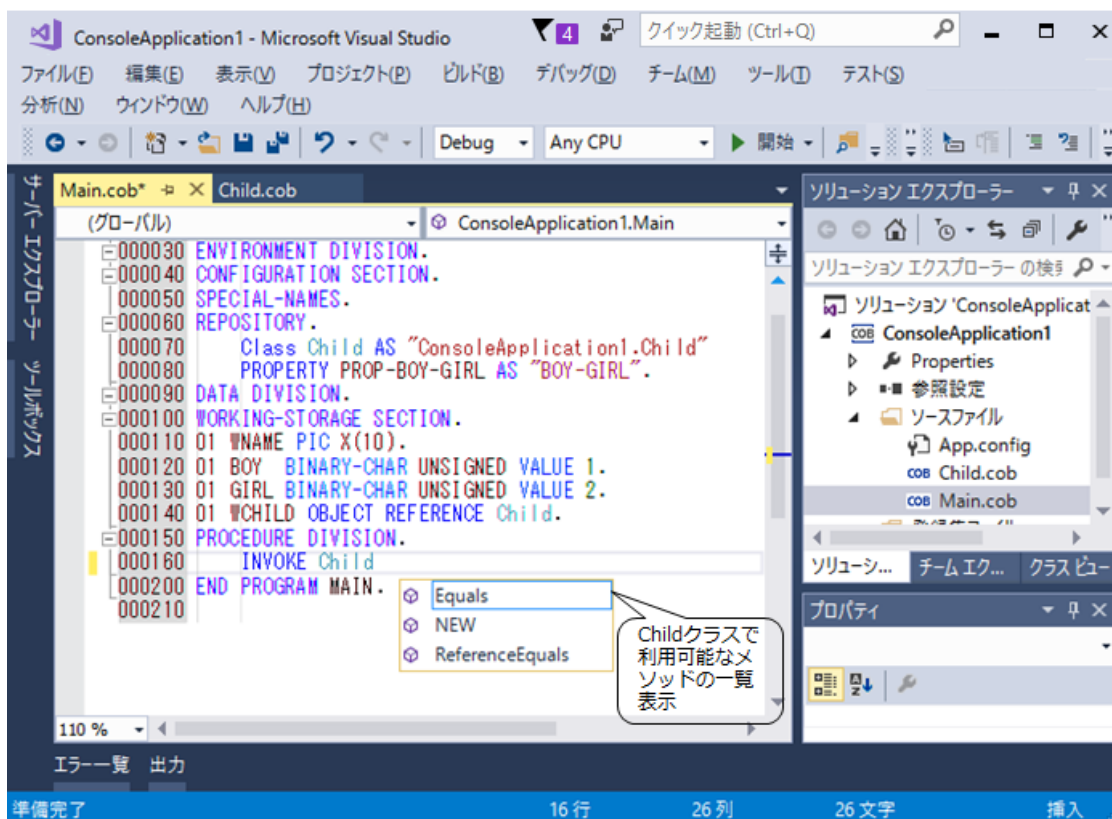 ConsoleApplication1 - Microsoft Visual Studio
4
クイック起動 (Ctrl+Q)
ファイル(F) 編集(E) 表示(V) プロジェクト(P) ビルド(B) デバッグ(D) チーム(M) ツール(T) テスト(S)
分析(N) ウィンドウ(W) ヘルプ(H)
Debug Any CPU 開始
サーバー エクスプローラー
ツールボックス
Main.cob* Child.cob
(グローバル) ConsoleApplication1.Main
000030 ENVIRONMENT DIVISION.
000040 CONFIGURATION SECTION.
000050 SPECIAL-NAMES.
000060 REPOSITORY.
000070     Class Child AS "ConsoleApplication1.Child"
000080     PROPERTY PROP-BOY-GIRL AS "BOY-GIRL".
000090 DATA DIVISION.
000100 WORKING-STORAGE SECTION.
000110 01 WNAME PIC X(10).
000120 01 BOY  BINARY-CHAR UNSIGNED VALUE 1.
000130 01 GIRL BINARY-CHAR UNSIGNED VALUE 2.
000140 01 WCHILD OBJECT REFERENCE Child.
000150 PROCEDURE DIVISION.
000160     INVOKE Child
000200 END PROGRAM MAIN.
000210
Equals
NEW
ReferenceEquals
Childクラスで
利用可能なメ
ソッドの一覧
表示
110 %
ソリューション エクスプローラー
ソリューション エクスプローラー の検
ソリューション 'ConsoleApplicat
ConsoleApplication1
Properties
参照設定
ソースファイル
App.config
Child.cob
Main.cob
ソリューシ... チーム エク... クラス ビュー
プロパティ
エラー一覧 出力
準備完了 16 行 26 列 26 文字 挿入